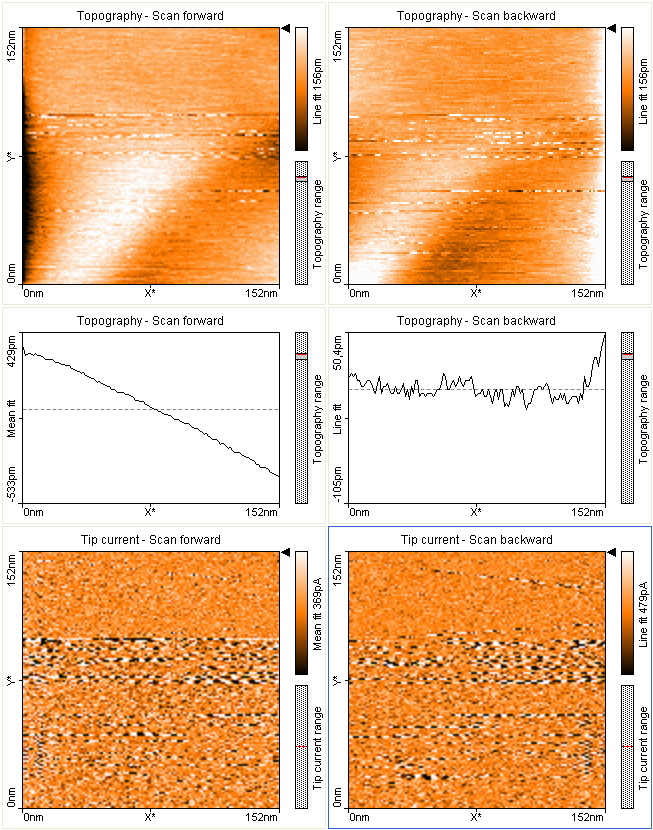 Topography - Scan forward
152nm
Y*
0nm
0nm X* 152nm
Line fit 156pm
Topography range
Topography - Scan backward
152nm
Y*
0nm
0nm X* 152nm
Line fit 156pm
Topography range
Topography - Scan forward
429pm
Mean fit
-533pm
0nm X* 152nm
Topography range
Topography - Scan backward
50,4pm
Line fit
-105pm
0nm X* 152nm
Topography range
Tip current - Scan forward
152nm
Y*
0nm
0nm X* 152nm
Mean fit 369pA
Tip current range
Tip current - Scan backward
152nm
Y*
0nm
0nm X* 152nm
Line fit 479pA
Tip current range